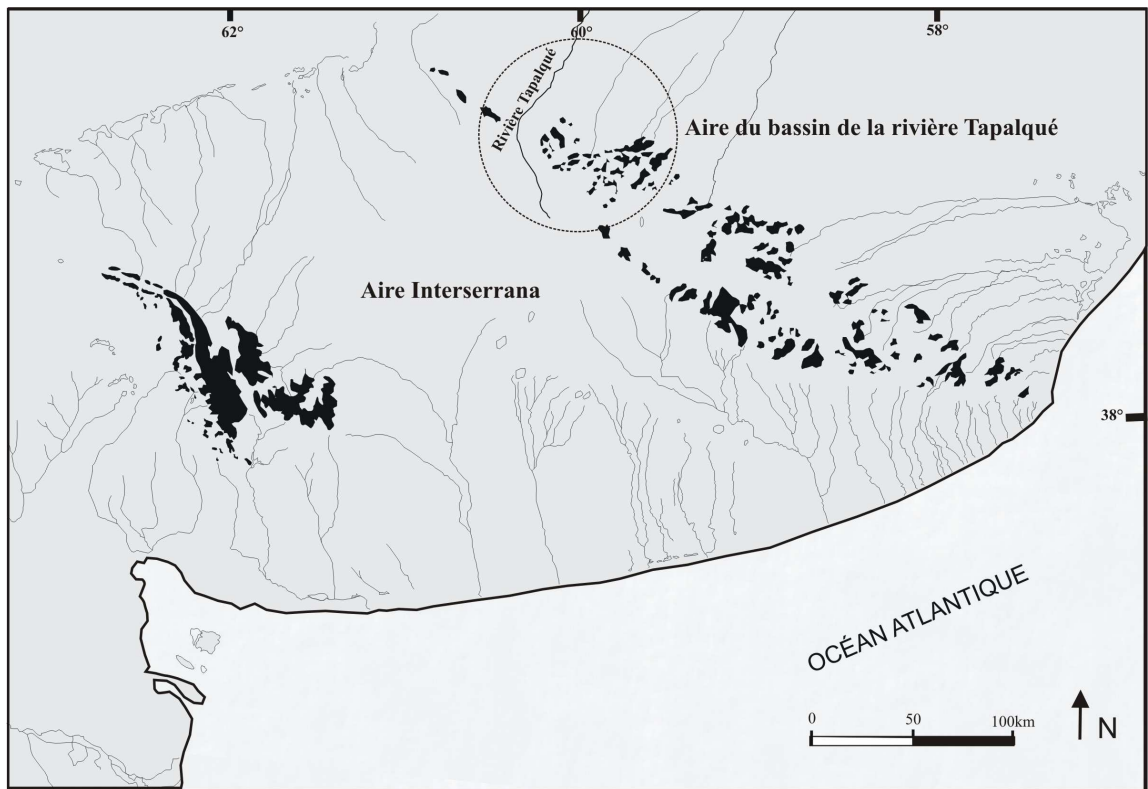 62°
60°
58°
Rivière Tapalqué
Aire du bassin de la rivière Tapalqué
Aire Interserrana
38°
OCÉAN ATLANTIQUE
0
50
100km
N